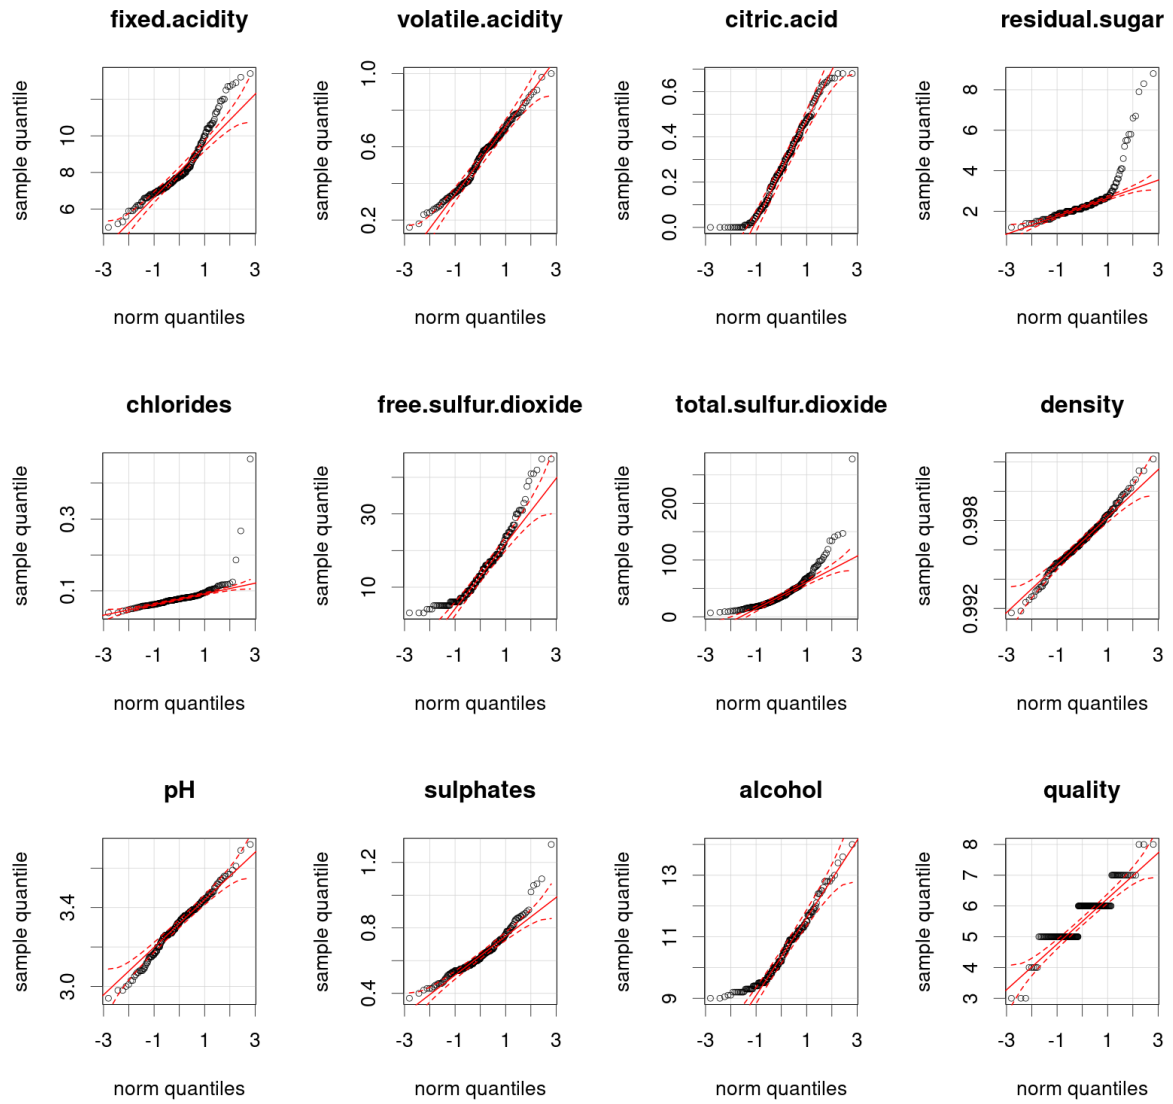 fixed.acidity
sample quantile
6 8 10
-3 -1 1 3
norm quantiles
volatile.acidity
sample quantile
0.2 0.6 1.0
-3 -1 1 3
norm quantiles
citric.acid
sample quantile
0.0 0.2 0.4 0.6
-3 -1 1 3
norm quantiles
residual.sugar
sample quantile
2 4 6 8
-3 -1 1 3
norm quantiles
chlorides
sample quantile
0.1 0.3
-3 -1 1 3
norm quantiles
free.sulfur.dioxide
sample quantile
10 30
-3 -1 1 3
norm quantiles
total.sulfur.dioxide
sample quantile
0 100 200
-3 -1 1 3
norm quantiles
density
sample quantile
0.992 0.998
-3 -1 1 3
norm quantiles
pH
sample quantile
3.0 3.4
-3 -1 1 3
norm quantiles
sulphates
sample quantile
0.4 0.8 1.2
-3 -1 1 3
norm quantiles
alcohol
sample quantile
9 11 13
-3 -1 1 3
norm quantiles
quality
sample quantile
3 4 5 6 7 8
-3 -1 1 3
norm quantiles